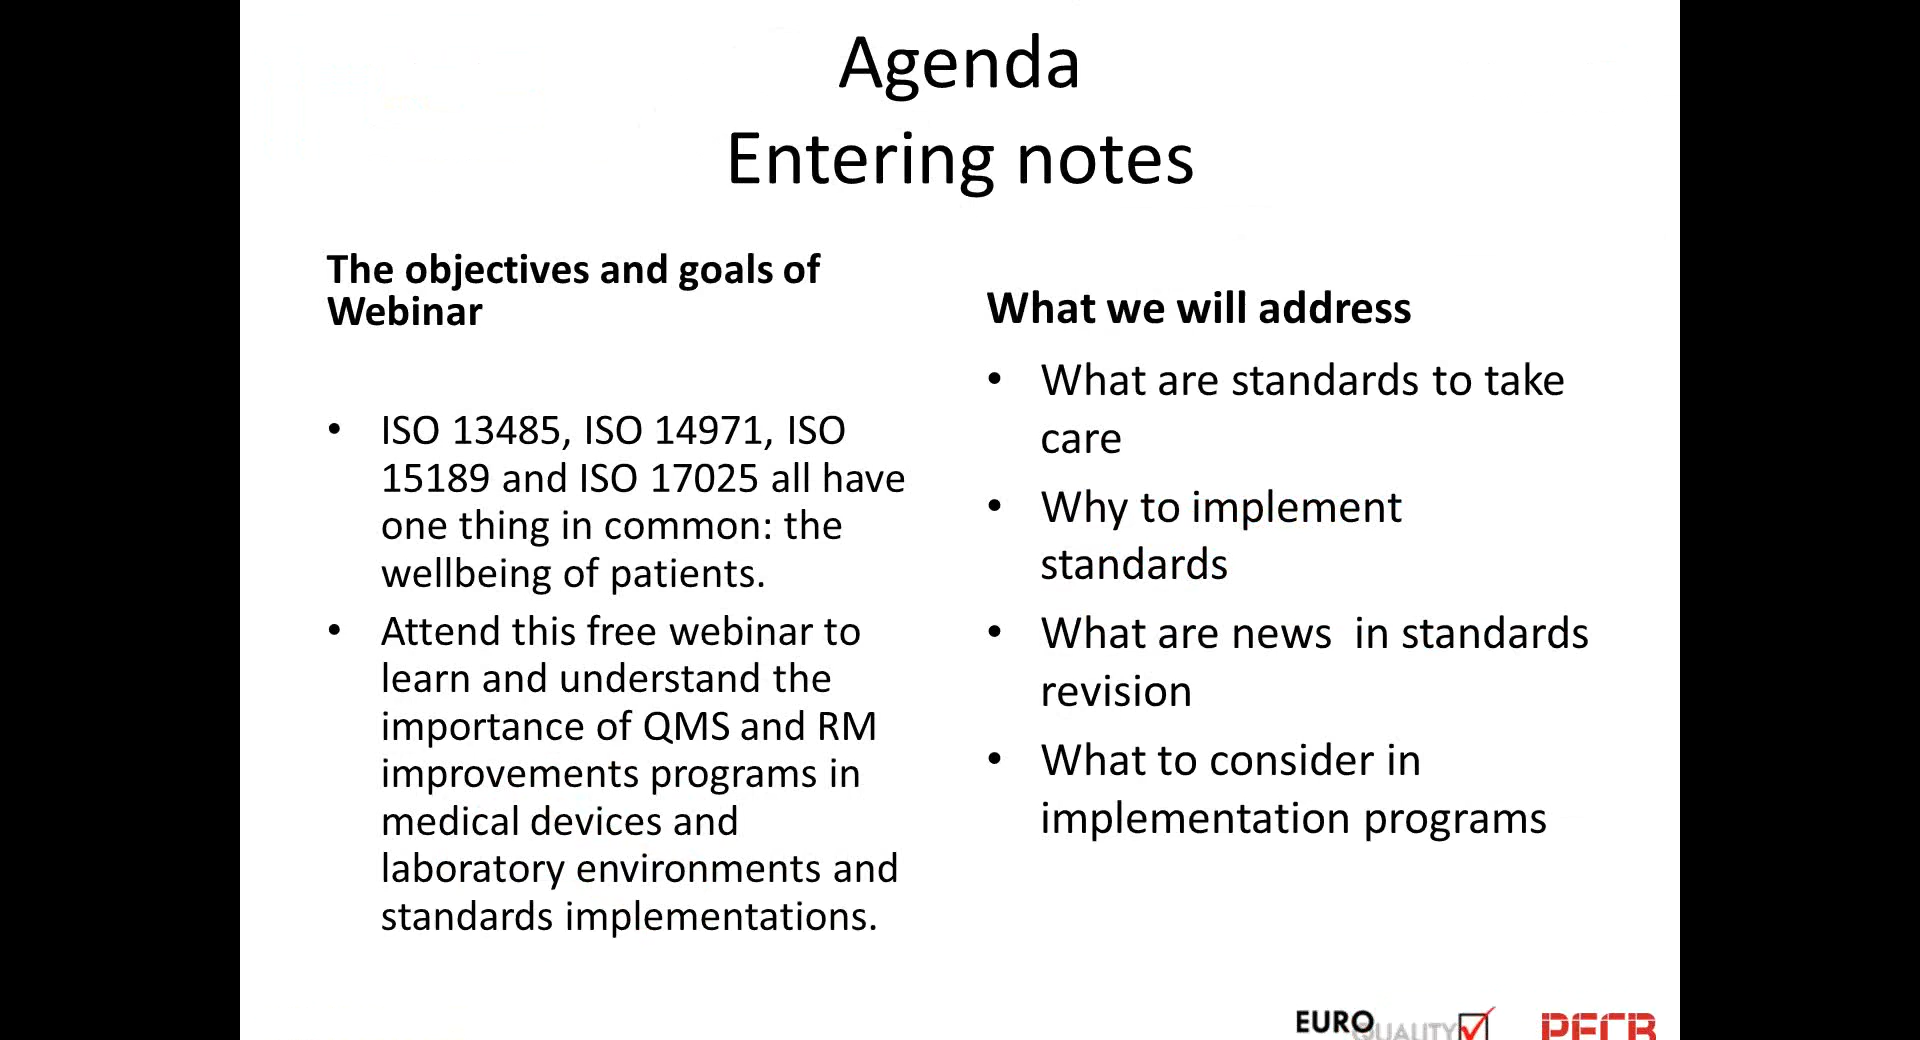 Agenda
Entering notes
The objectives and goals of
Webinar
• ISO 13485, ISO 14971, ISO
15189 and ISO 17025 all have
one thing in common: the
wellbeing of patients.
• Attend this free webinar to
learn and understand the
importance of QMS and RM
improvements programs in
medical devices and
laboratory environments and
standards implementations.
What we will address
• What are standards to take
care
• Why to implement
standards
• What are news  in standards
revision
• What to consider in
implementation programs
EURO
QUALITY
PECB